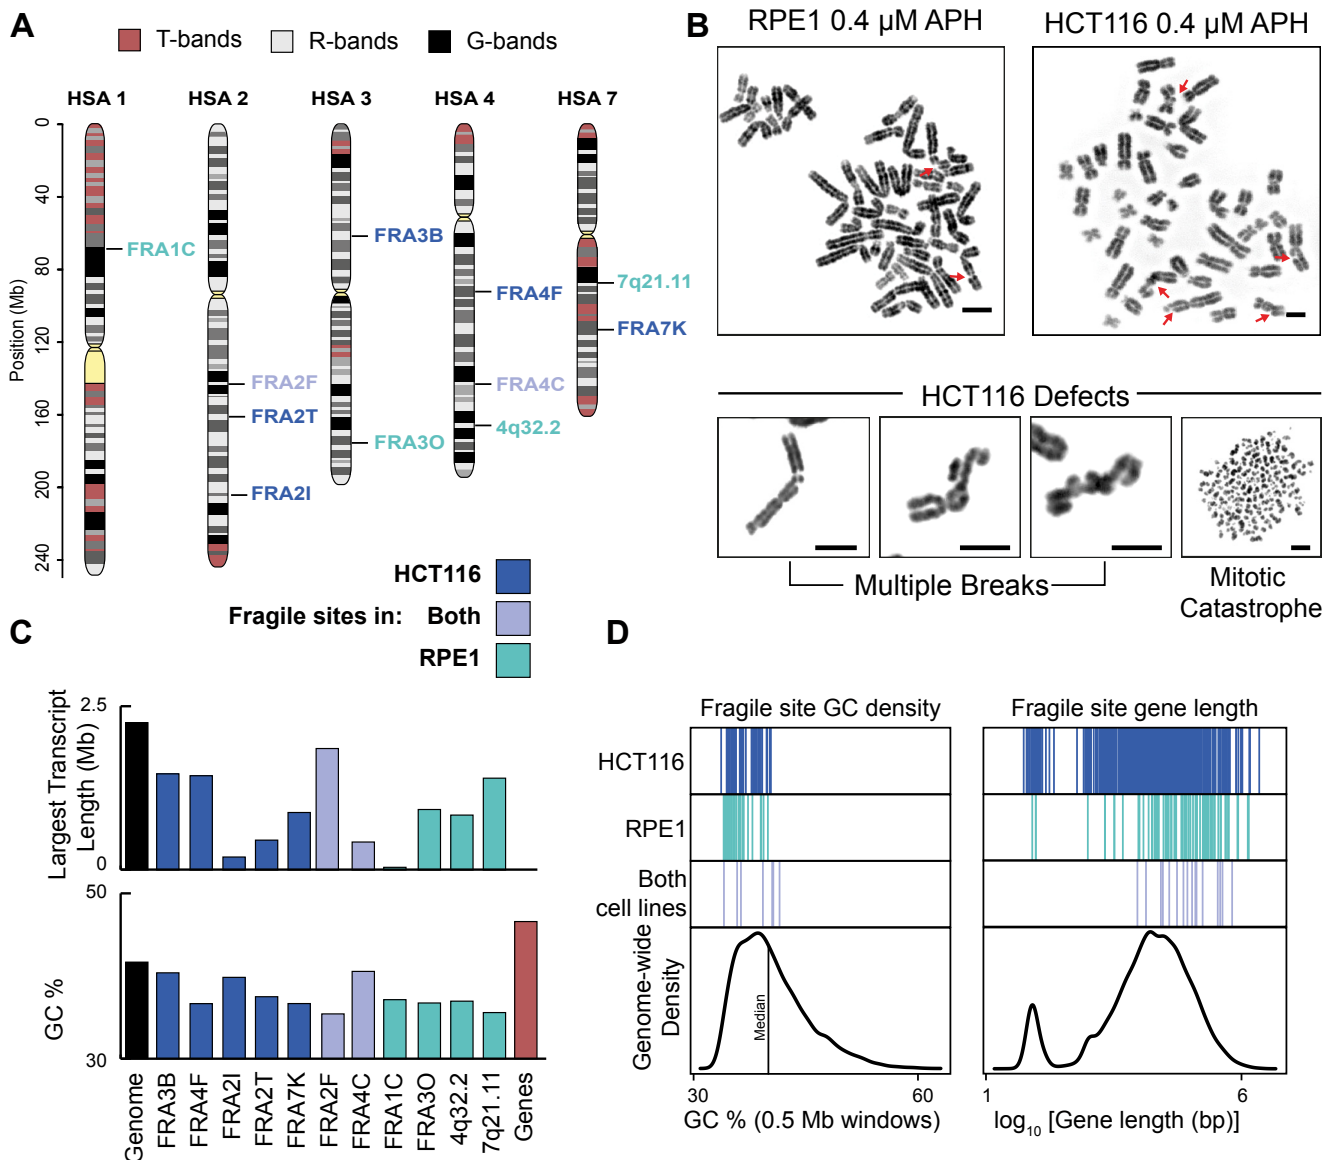 A
T-bands
R-bands
G-bands
HSA 1
HSA 2
HSA 3
HSA 4
HSA 7
Position (Mb)
0
40
80
120
160
200
240
FRA1C
FRA2F
FRA2T
FRA2I
FRA3B
FRA3O
FRA4F
FRA4C
4q32.2
7q21.11
FRA7K
Fragile sites in:
HCT116
Both
RPE1
B
RPE1 0.4 µM APH
HCT116 0.4 µM APH
HCT116 Defects
Multiple Breaks
Mitotic
Catastrophe
C
Largest Transcript
Length (Mb)
2.5
0
GC %
50
30
Genome
FRA3B
FRA4F
FRA2I
FRA2T
FRA7K
FRA2F
FRA4C
FRA1C
FRA3O
4q32.2
7q21.11
Genes
D
Fragile site GC density
Fragile site gene length
HCT116
RPE1
Both
cell lines
Genome-wide
Density
Median
30
60
GC % (0.5 Mb windows)
1
6
log10 [Gene length (bp)]